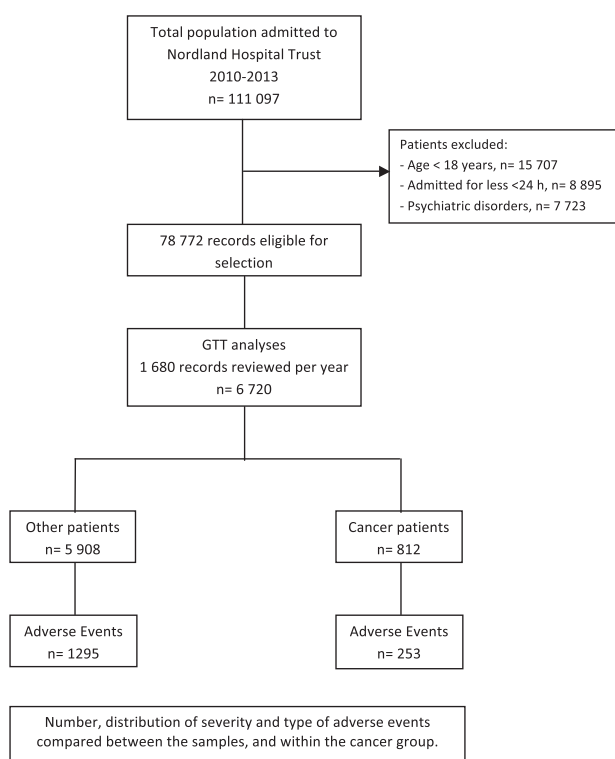 Total population admitted to
Nordland Hospital Trust
2010-2013
n= 111 097
Patients excluded:
- Age < 18 years, n= 15 707
- Admitted for less <24 h, n= 8 895
- Psychiatric disorders, n= 7 723
78 772 records eligible for
selection
GTT analyses
1 680 records reviewed per year
n= 6 720
Other patients
n= 5 908
Cancer patients
n= 812
Adverse Events
n= 1295
Adverse Events
n= 253
Number, distribution of severity and type of adverse events
compared between the samples, and within the cancer group.